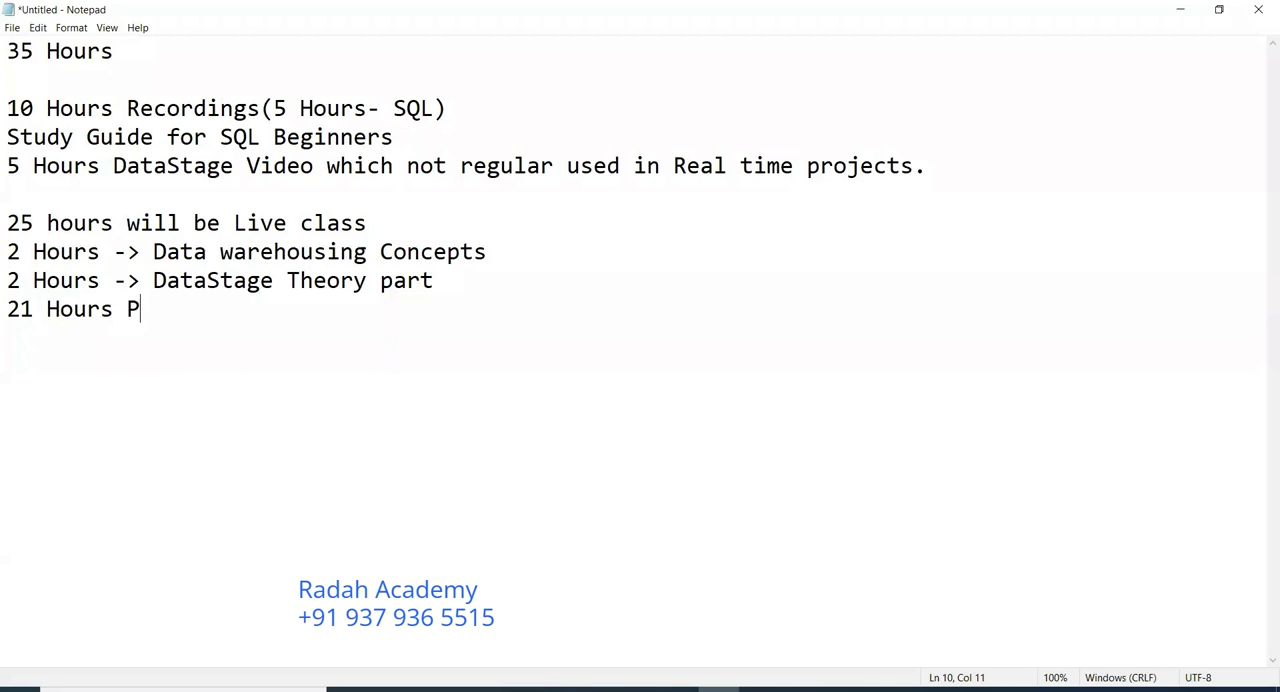 *Untitled - Notepad
File Edit Format View Help
35 Hours
10 Hours Recordings(5 Hours- SQL)
Study Guide for SQL Beginners
5 Hours DataStage Video which not regular used in Real time projects.
25 hours will be Live class
2 Hours -> Data warehousing Concepts
2 Hours -> DataStage Theory part
21 Hours P
Radah Academy
+91 937 936 5515
Ln 10, Col 11 100% Windows (CRLF) UTF-8